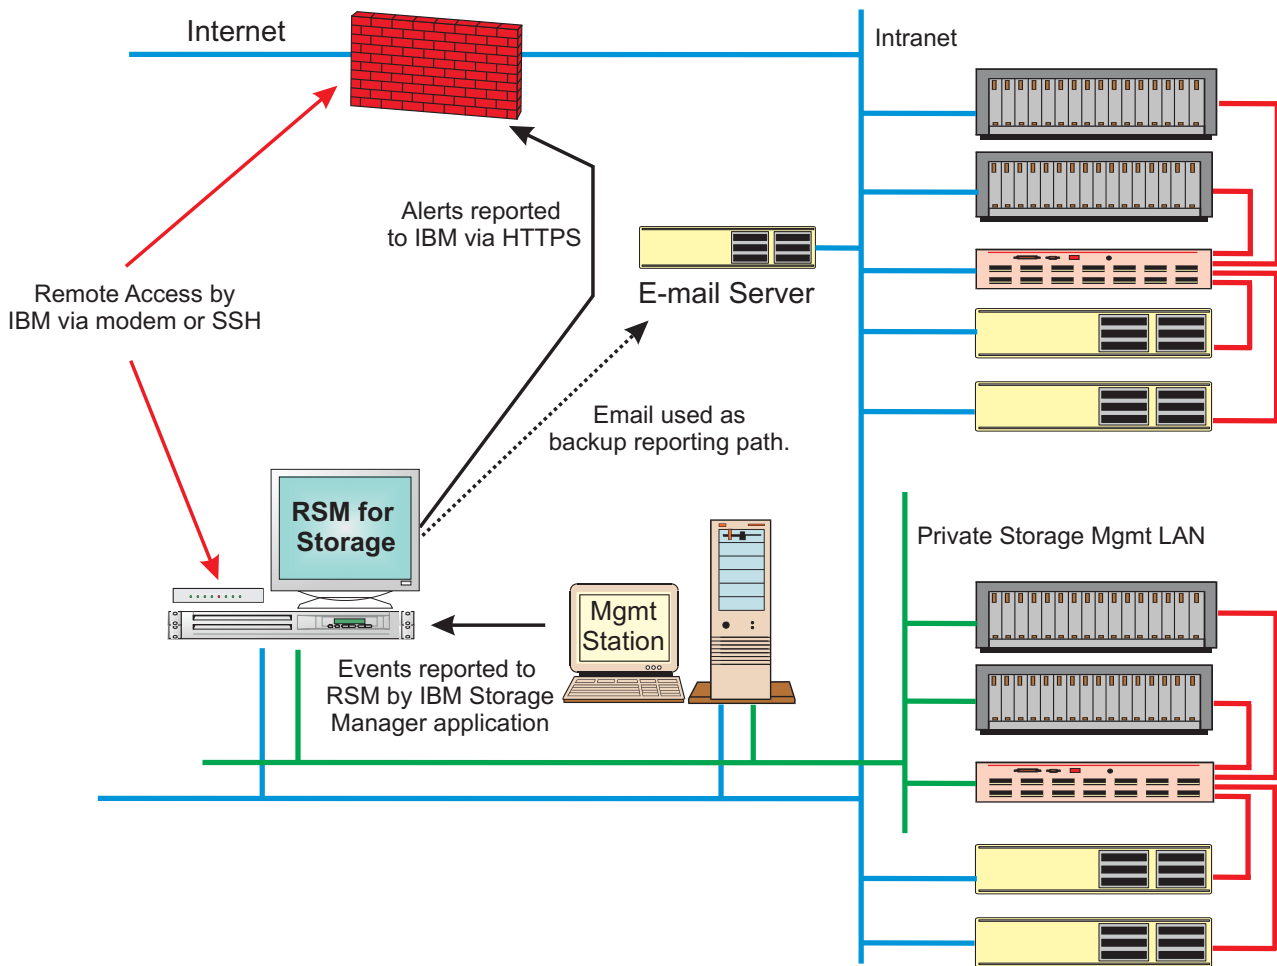 Internet
Intranet
Alerts reported
to IBM via HTTPS
E-mail Server
Remote Access by
IBM via modem or SSH
Email used as
backup reporting path.
RSM for
Storage
Private Storage Mgmt LAN
Mgmt
Station
Events reported to
RSM by IBM Storage
Manager application